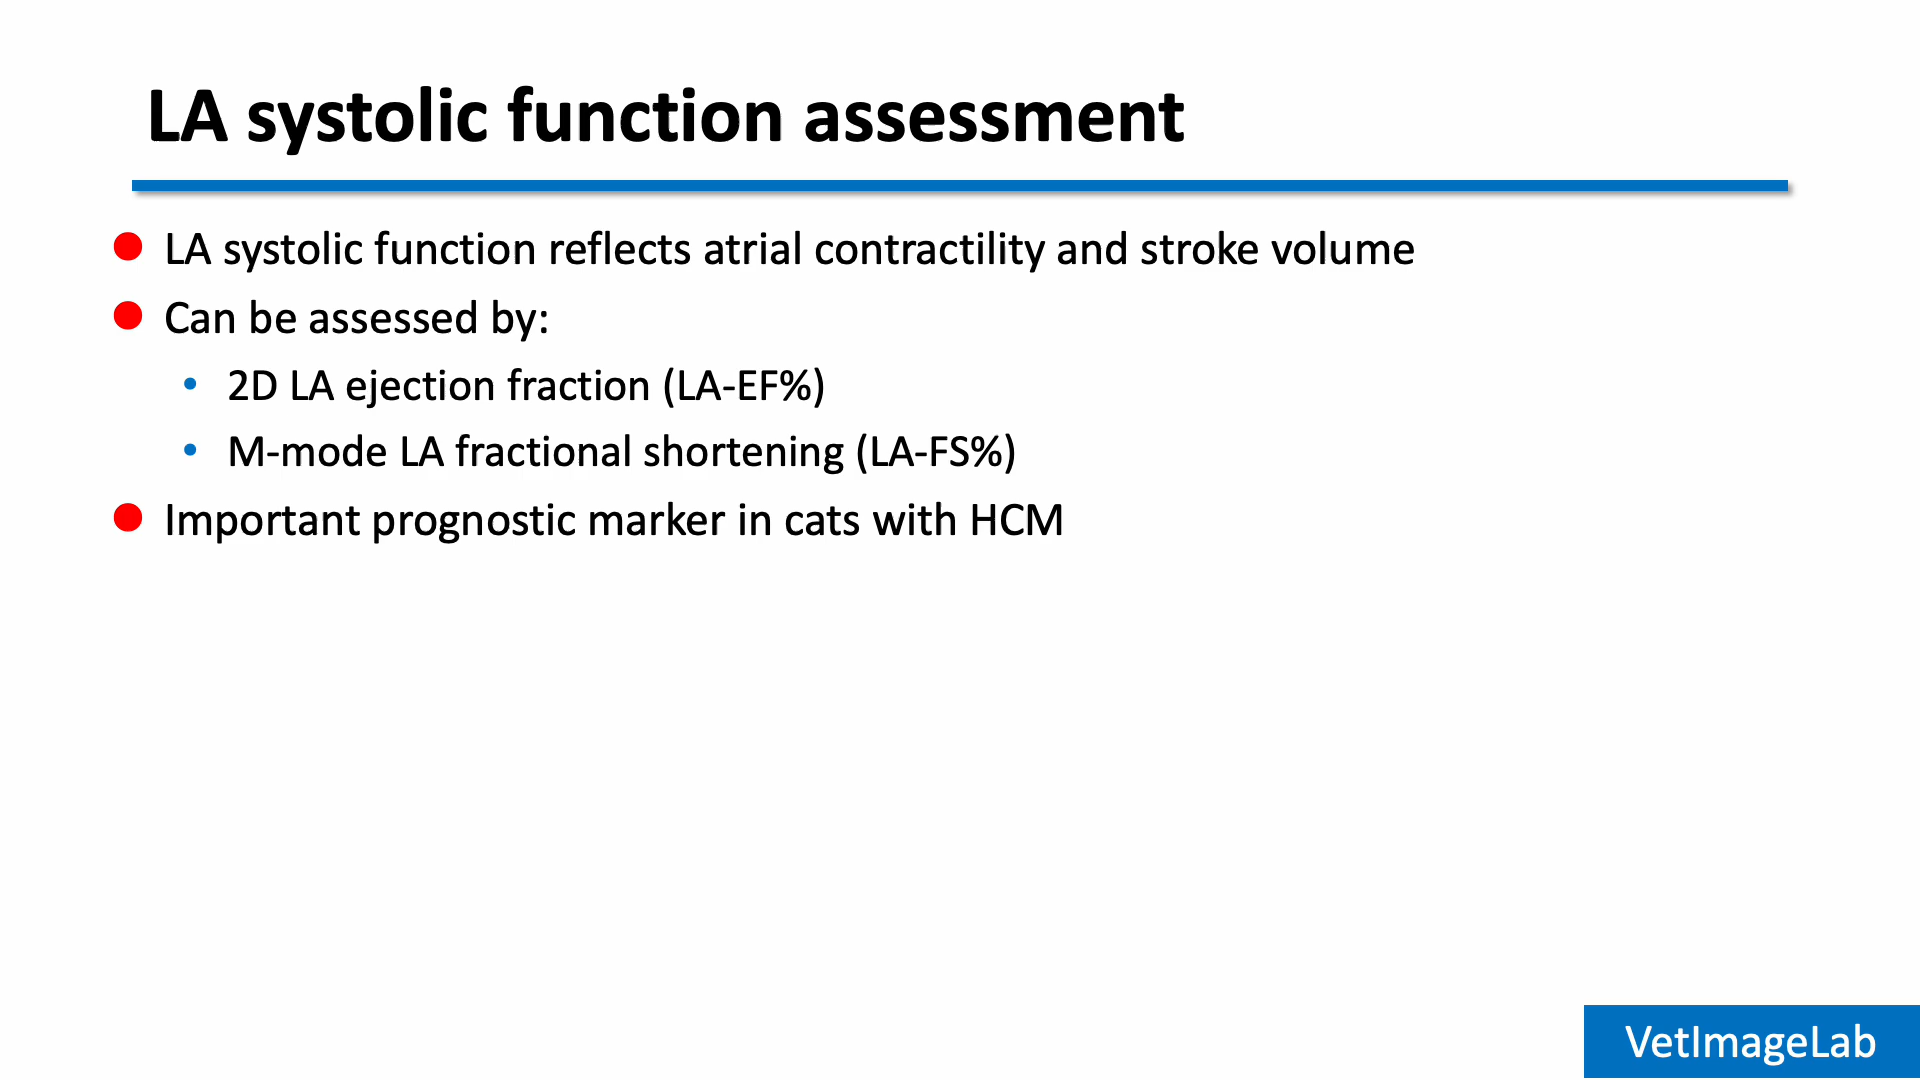 LA systolic function assessment
LA systolic function reflects atrial contractility and stroke volume
Can be assessed by:
2D LA ejection fraction (LA-EF%)
M-mode LA fractional shortening (LA-FS%)
Important prognostic marker in cats with HCM
VetImageLab